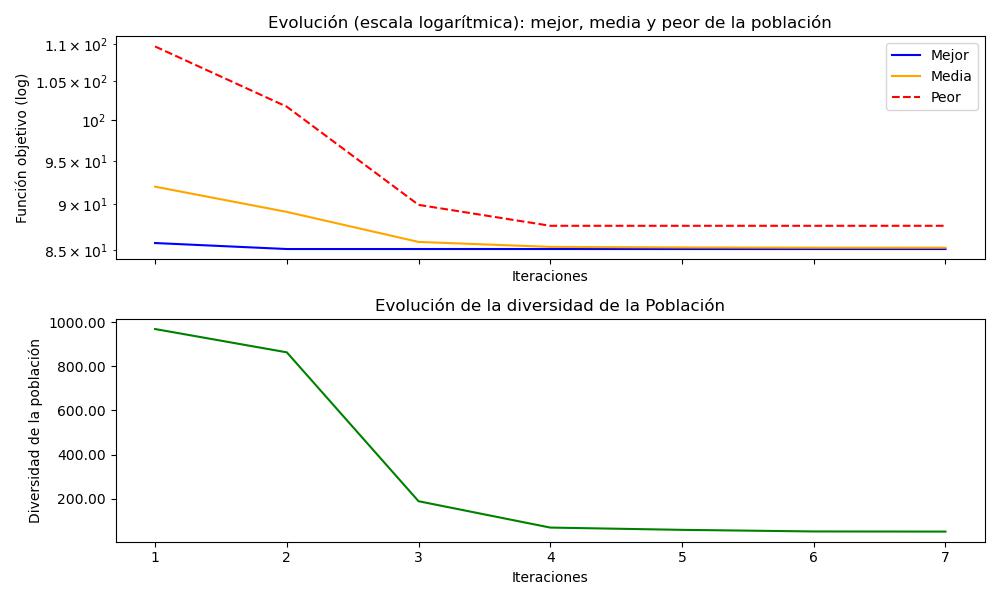 Evolución (escala logarítmica): mejor, media y peor de la población
Función objetivo (log)
1.1 × 10²
1.05 × 10²
10²
9.5 × 10¹
9 × 10¹
8.5 × 10¹
Mejor
Media
Peor
Iteraciones
Evolución de la diversidad de la Población
Diversidad de la población
1000.00
800.00
600.00
400.00
200.00
1 2 3 4 5 6 7
Iteraciones